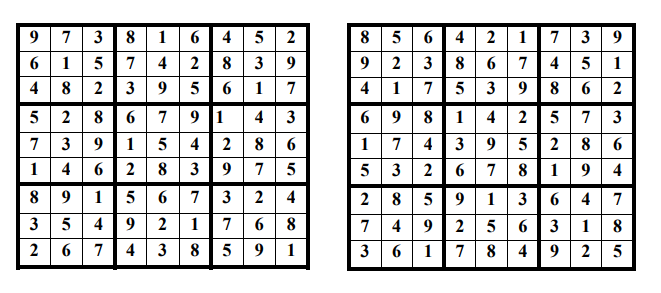 9 7 3 8 1 6 4 5 2
6 1 5 7 4 2 8 3 9
4 8 2 3 9 5 6 1 7
5 2 8 6 7 9 1 4 3
7 3 9 1 5 4 2 8 6
1 4 6 2 8 3 9 7 5
8 9 1 5 6 7 3 2 4
3 5 4 9 2 1 7 6 8
2 6 7 4 3 8 5 9 1
8 5 6 4 2 1 7 3 9
9 2 3 8 6 7 4 5 1
4 1 7 5 3 9 8 6 2
6 9 8 1 4 2 5 7 3
1 7 4 3 9 5 2 8 6
5 3 2 6 7 8 1 9 4
2 8 5 9 1 3 6 4 7
7 4 9 2 5 6 3 1 8
3 6 1 7 8 4 9 2 5